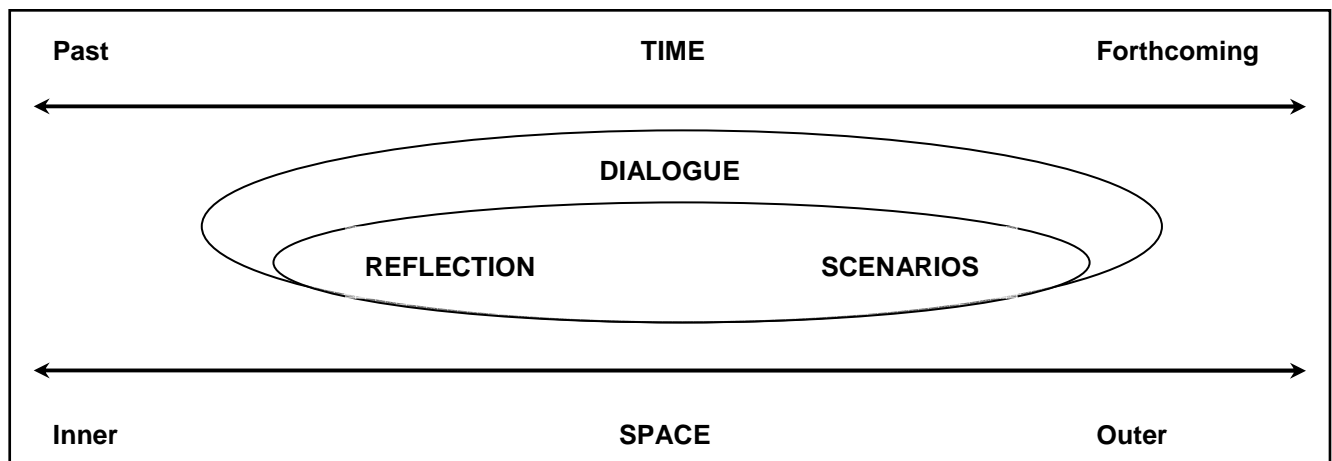 Past TIME Forthcoming
DIALOGUE
REFLECTION SCENARIOS
Inner SPACE Outer